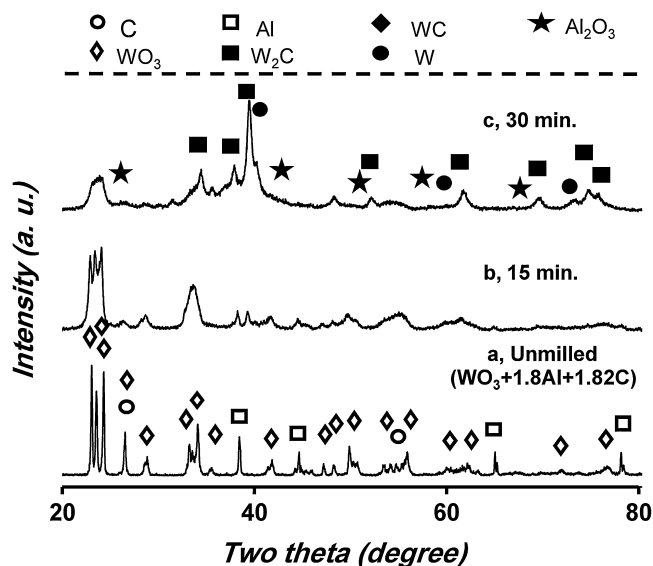 C Al WC Al₂O₃
WO₃ W₂C W
c, 30 min.
b, 15 min.
a, Unmilled
(WO₃+1.8Al+1.82C)
Intensity (a. u.)
20 40 60 80
Two theta (degree)